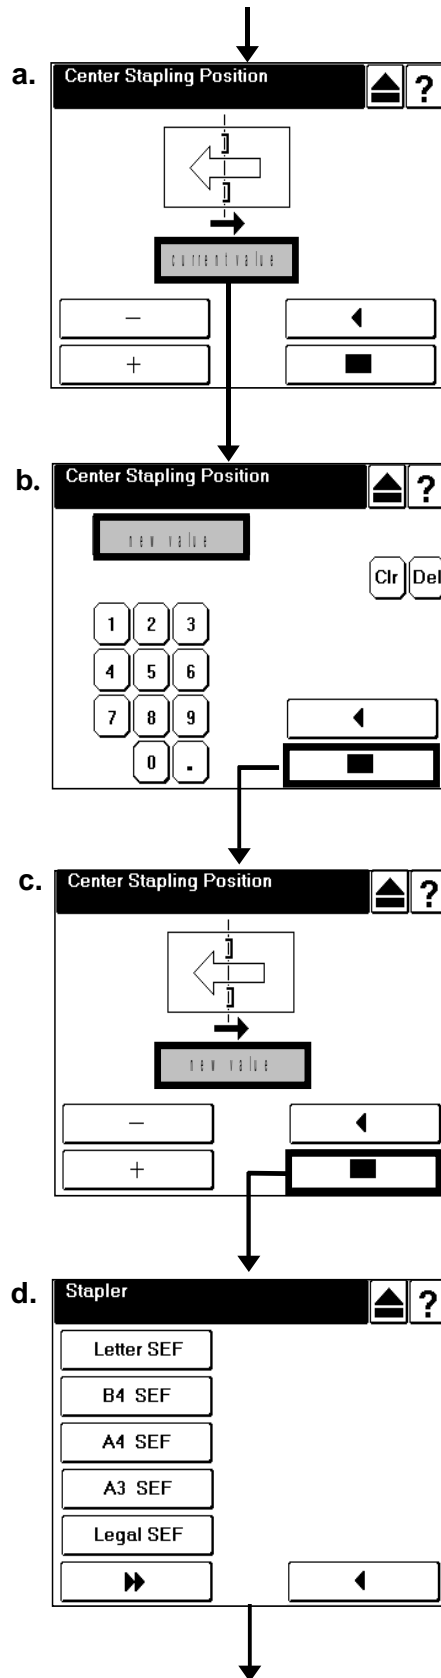 a.
Center Stapling Position
?
current value
−
+
b.
Center Stapling Position
?
new value
Clr Del
1 2 3
4 5 6
7 8 9
0 .
c.
Center Stapling Position
?
new value
−
+
d.
Stapler
?
Letter SEF
B4 SEF
A4 SEF
A3 SEF
Legal SEF